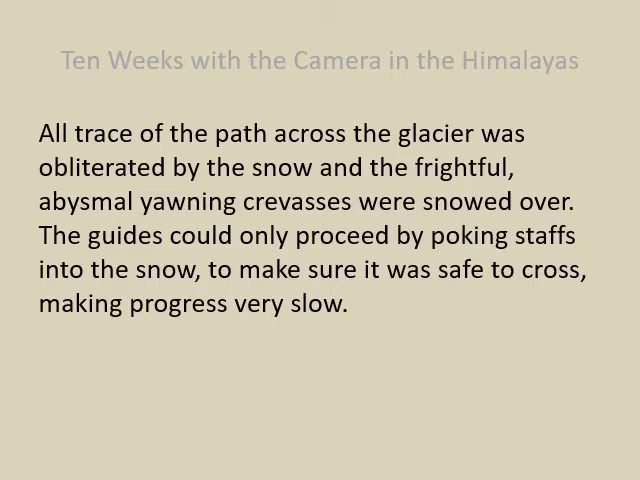 Ten Weeks with the Camera in the Himalayas
All trace of the path across the glacier was
obliterated by the snow and the frightful,
abysmal yawning crevasses were snowed over.
The guides could only proceed by poking staffs
into the snow, to make sure it was safe to cross,
making progress very slow.